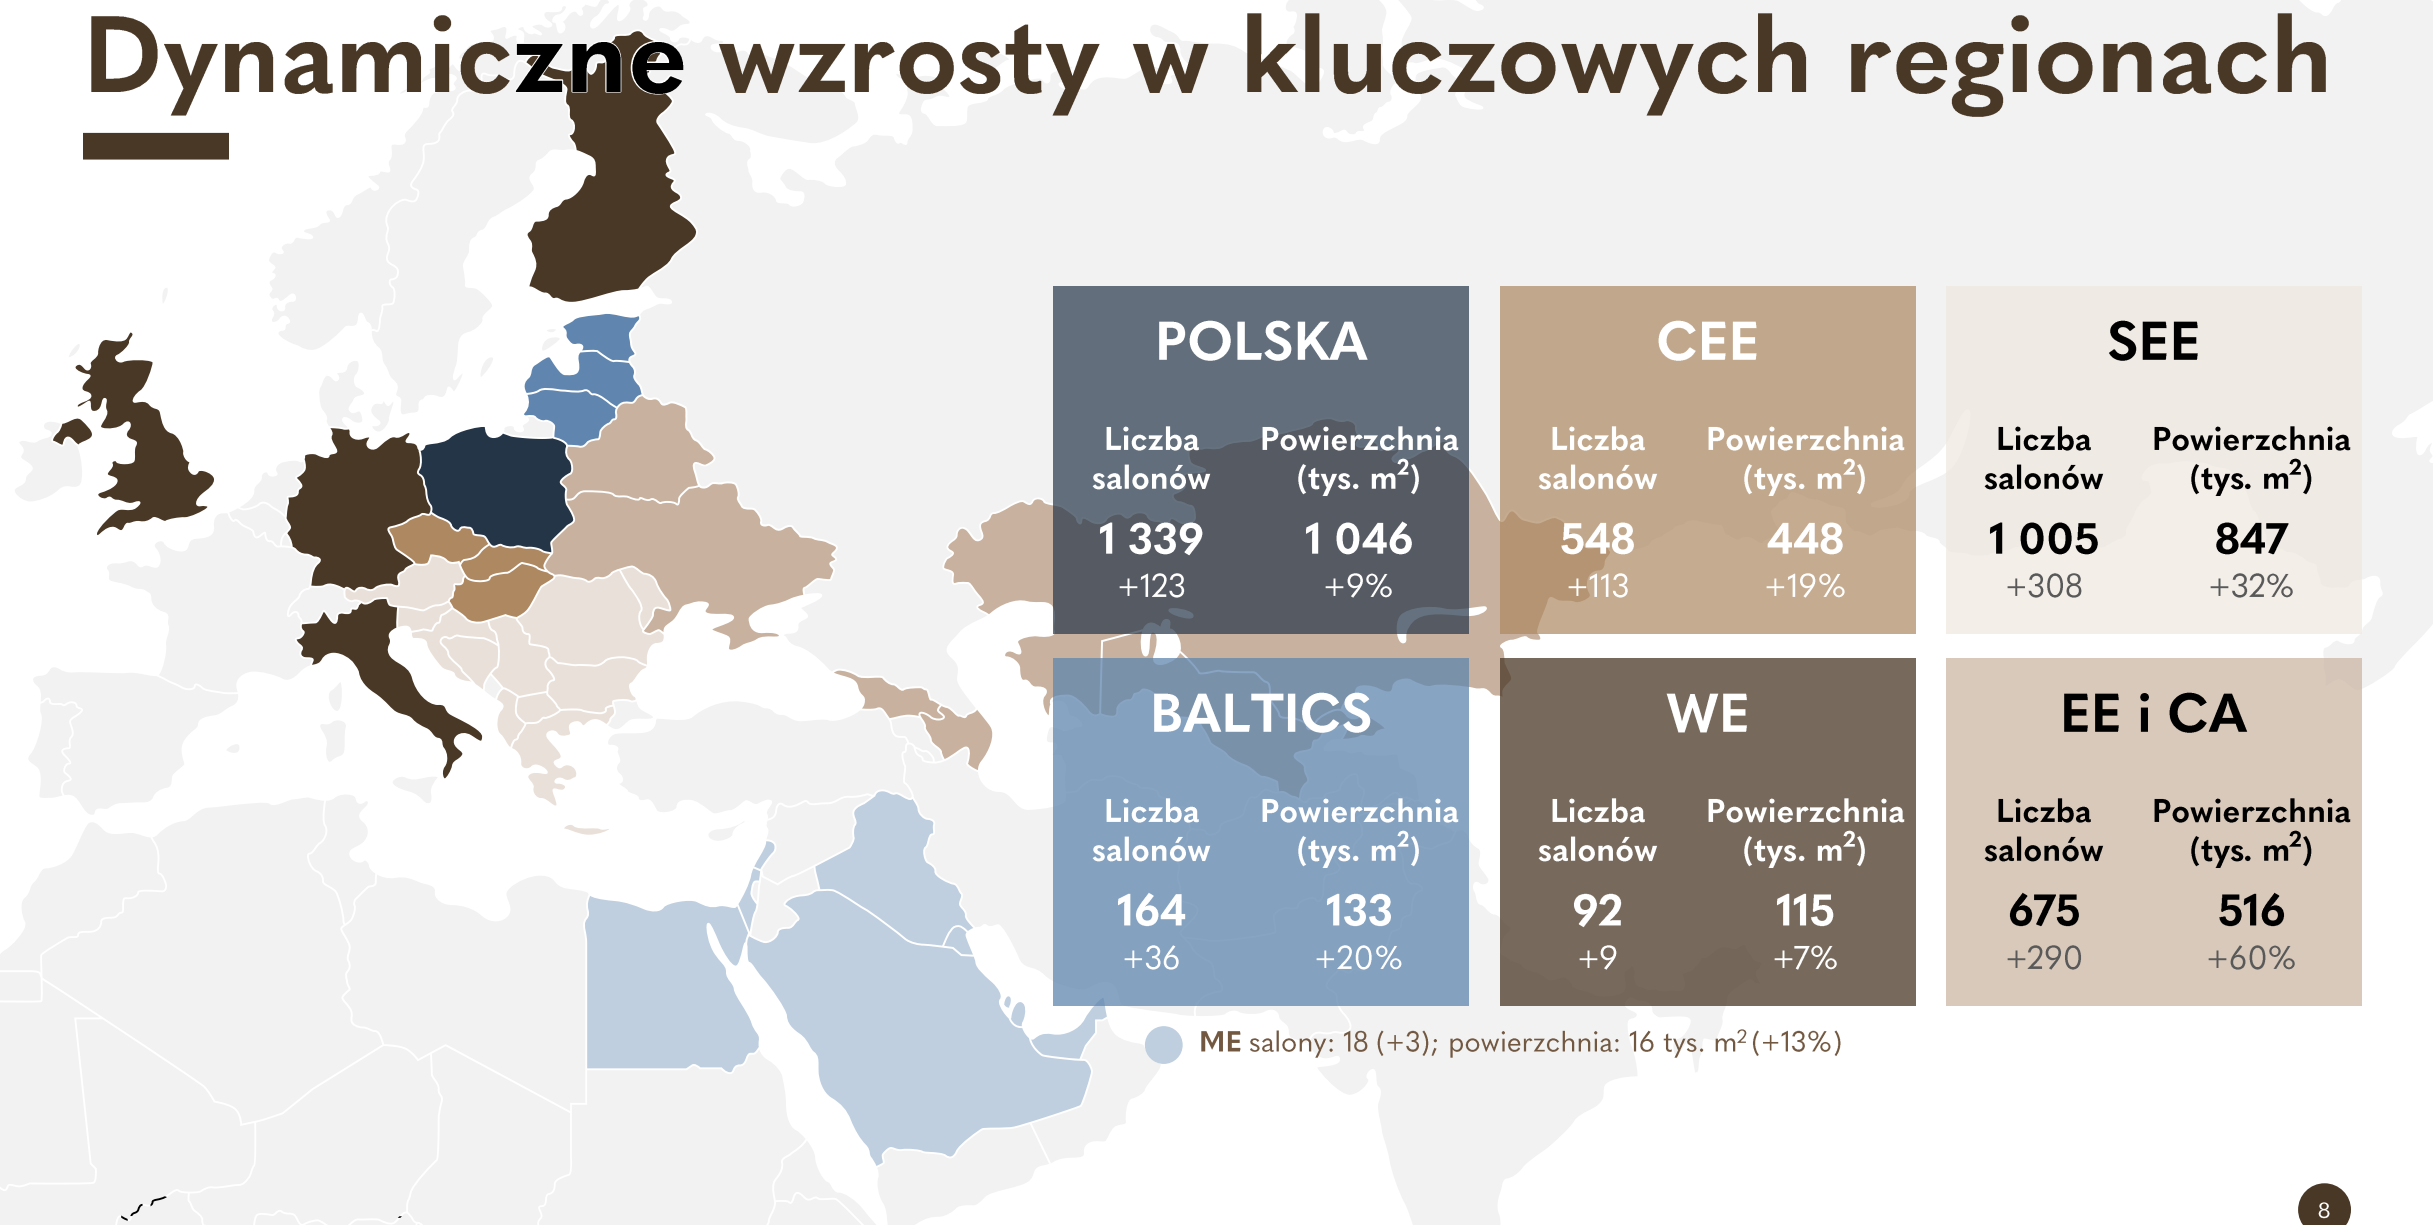 Dynamiczne wzrosty w kluczowych regionach
POLSKA
Liczba salonów
Powierzchnia (tys. m²)
1 339
1 046
+123
+9%
CEE
Liczba salonów
Powierzchnia (tys. m²)
548
448
+113
+19%
SEE
Liczba salonów
Powierzchnia (tys. m²)
1 005
847
+308
+32%
BALTICS
Liczba salonów
Powierzchnia (tys. m²)
164
133
+36
+20%
WE
Liczba salonów
Powierzchnia (tys. m²)
92
115
+9
+7%
EE i CA
Liczba salonów
Powierzchnia (tys. m²)
675
516
+290
+60%
ME salony: 18 (+3); powierzchnia: 16 tys. m² (+13%)
8